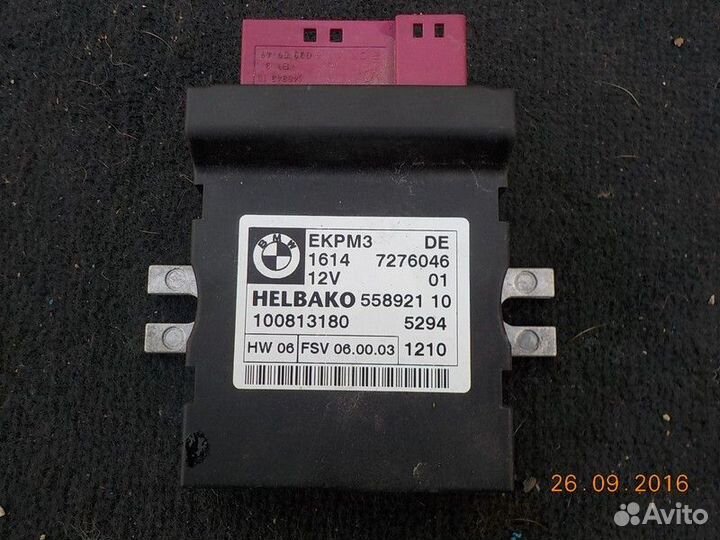 BMW
EKPM3 DE
1614 7276046
12V 01
HELBAKO 558921 10
100813180 5294
HW 06 FSV 06.00.03 1210
26.09.2016
Avito